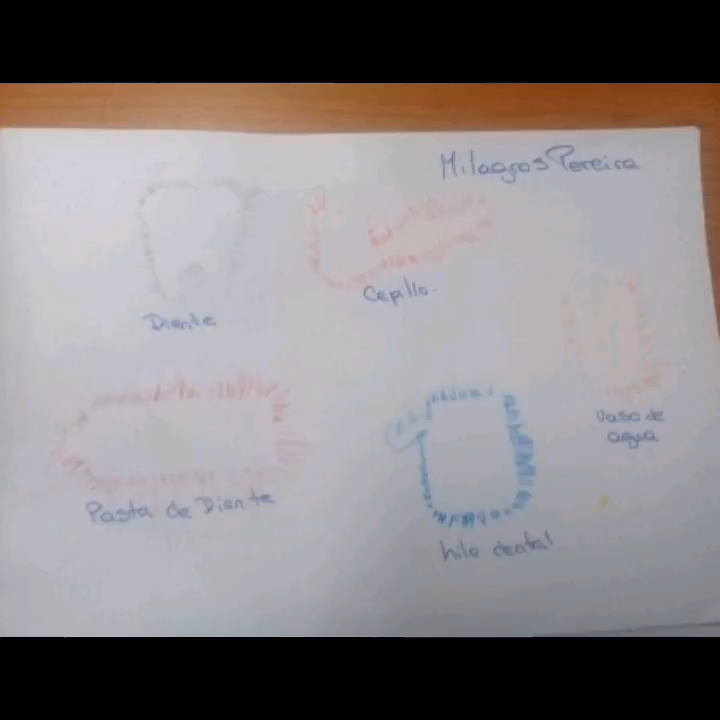 Milagros Pereira
Diente
Cepillo.
Vaso de
agua
Pasta de Diente
hilo dental